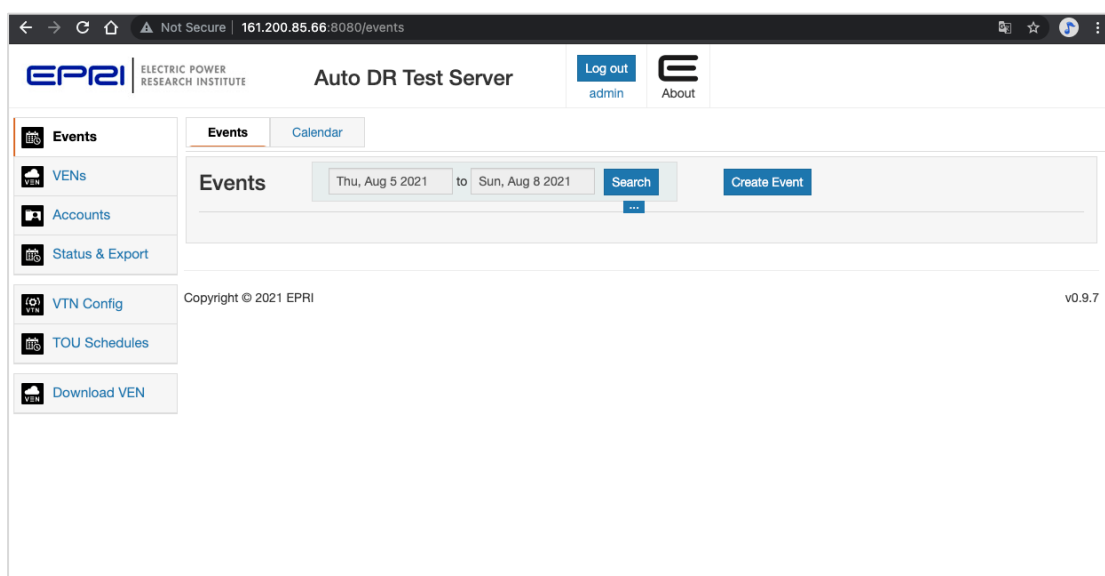 Not Secure | 161.200.85.66:8080/events
EPRI
ELECTRIC POWER
RESEARCH INSTITUTE
Auto DR Test Server
Log out
admin
About
Events
VENs
Accounts
Status & Export
VTN Config
TOU Schedules
Download VEN
Events
Calendar
Events
Thu, Aug 5 2021 to Sun, Aug 8 2021 Search
...
Create Event
Copyright © 2021 EPRI
v0.9.7